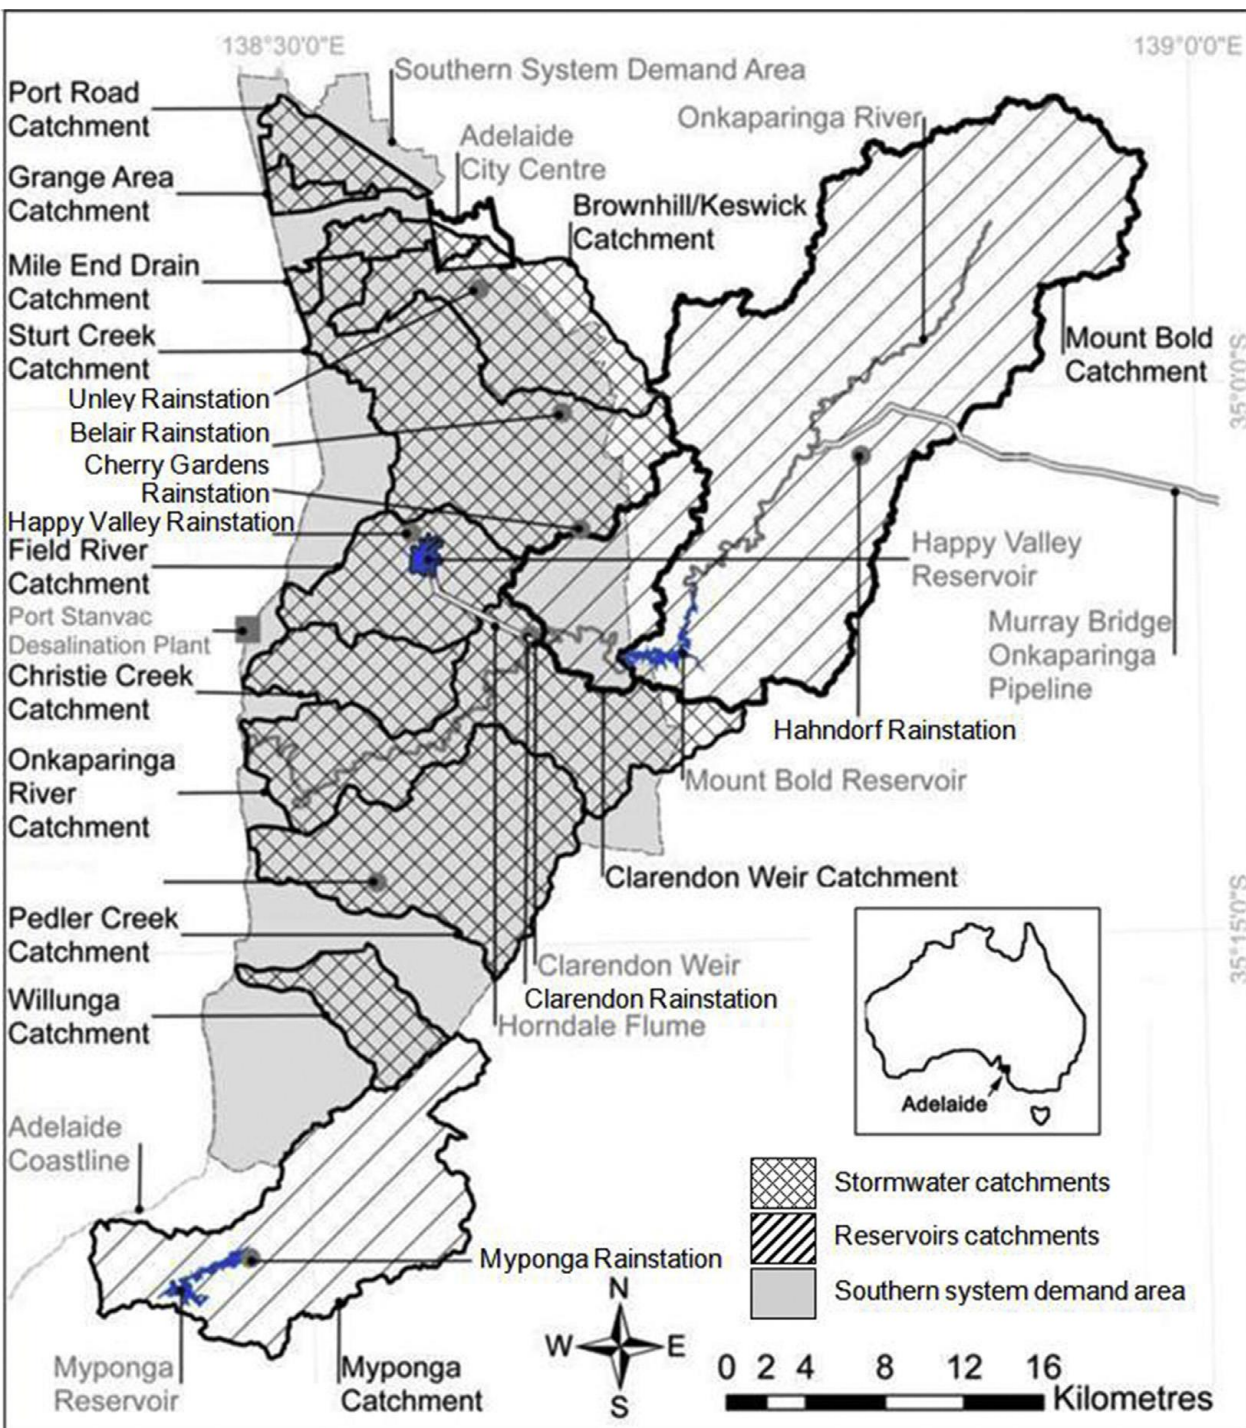 138°30'0"E
139°0'0"E
Southern System Demand Area
Port Road
Catchment
Onkaparinga River
Adelaide
City Centre
Grange Area
Catchment
Brownhill/Keswick
Catchment
Mile End Drain
Catchment
Sturt Creek
Catchment
Mount Bold
Catchment
35°0'0"S
Unley Rainstation
Belair Rainstation
Cherry Gardens
Rainstation
Happy Valley Rainstation
Field River
Catchment
Happy Valley
Reservoir
Port Stanvac
Desalination Plant
Murray Bridge
Onkaparinga
Pipeline
Christie Creek
Catchment
Hahndorf Rainstation
Onkaparinga
River
Catchment
Mount Bold Reservoir
Clarendon Weir Catchment
35°15'0"S
Pedler Creek
Catchment
Clarendon Weir
Clarendon Rainstation
Horndale Flume
Willunga
Catchment
Adelaide
Adelaide
Coastline
Stormwater catchments
Reservoirs catchments
Southern system demand area
Myponga Rainstation
N
W
E
S
Myponga
Reservoir
Myponga
Catchment
0 2 4 8 12 16
Kilometres